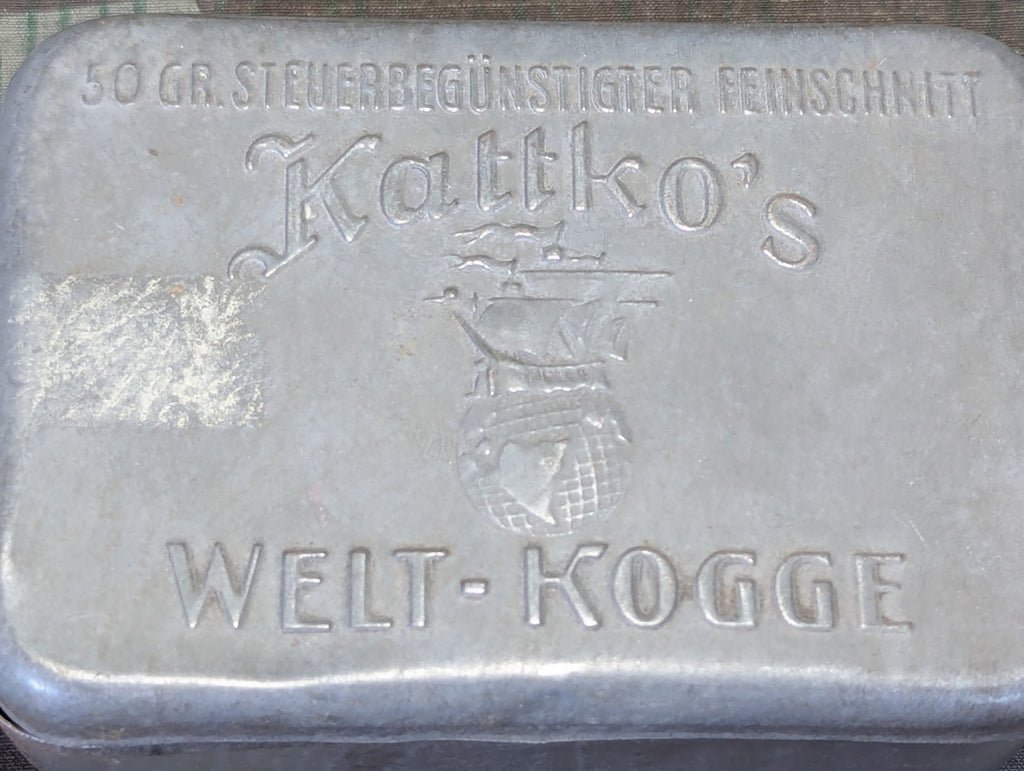 50 GR. STEUERBEGÜNSTIGTER FEINSCHNITT
Kattko's
WELT-KOGGE